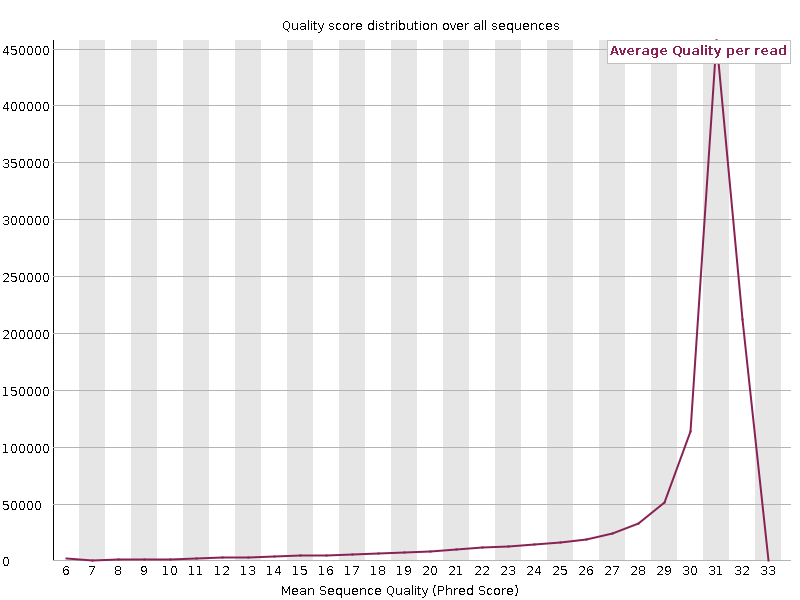 Quality score distribution over all sequences
Average Quality per read
450000
400000
350000
300000
250000
200000
150000
100000
50000
0
6 7 8 9 10 11 12 13 14 15 16 17 18 19 20 21 22 23 24 25 26 27 28 29 30 31 32 33
Mean Sequence Quality (Phred Score)